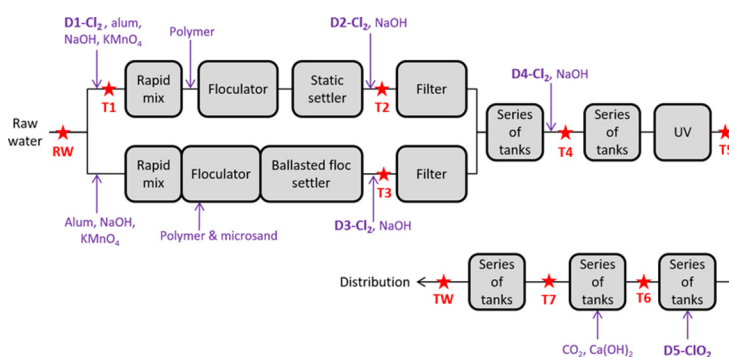 D1-Cl2, alum,
NaOH, KMnO4
Polymer
D2-Cl2, NaOH
Rapid
mix
Floculator
Static
settler
Filter
T1
T2
D4-Cl2, NaOH
Raw
water
RW
Series
of
tanks
T4
Series
of
tanks
UV
T5
Rapid
mix
Floculator
Ballasted floc
settler
T3
Filter
Alum, NaOH,
KMnO4
Polymer & microsand
D3-Cl2, NaOH
Distribution
TW
Series
of
tanks
T7
Series
of
tanks
T6
Series
of
tanks
CO2, Ca(OH)2
D5-ClO2